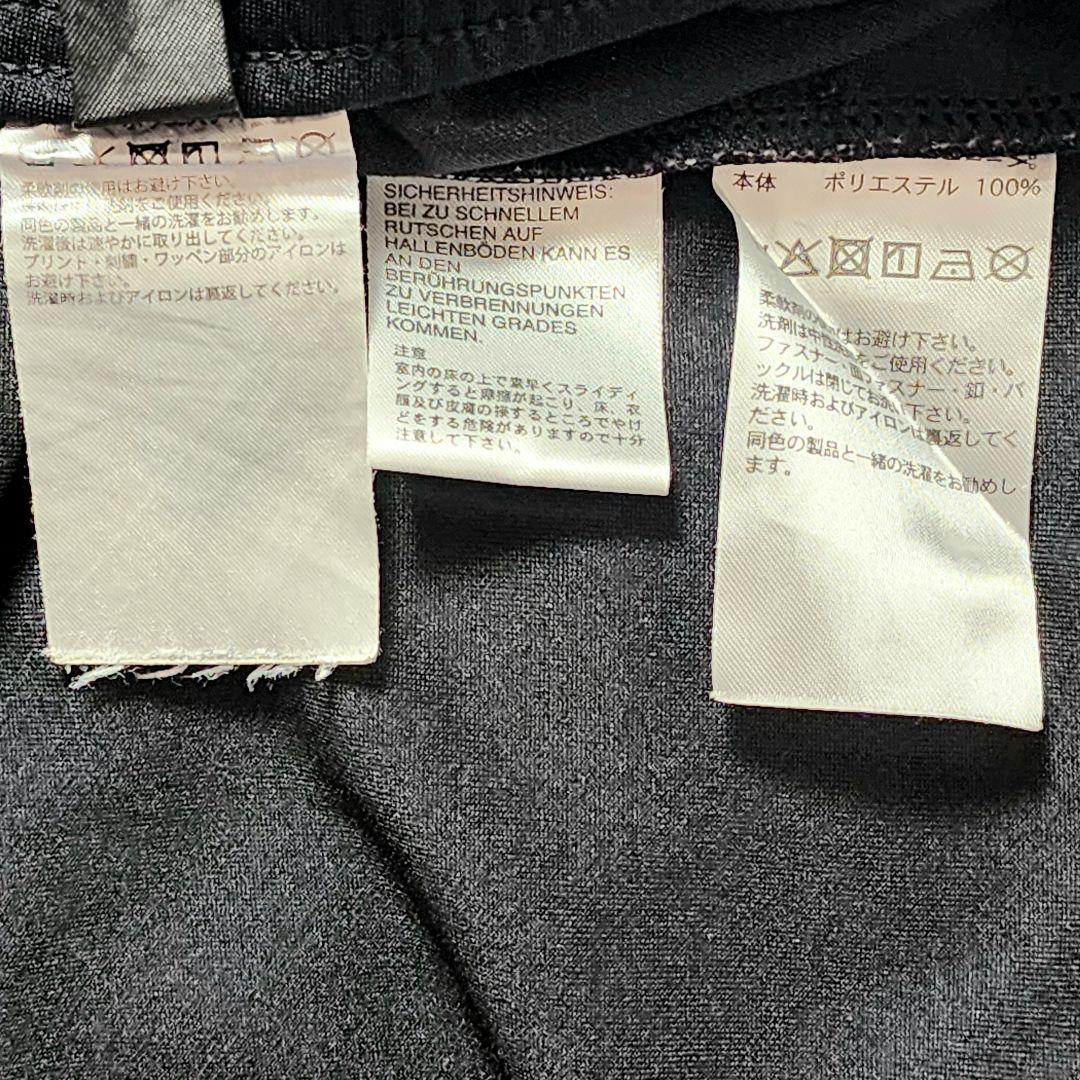 柔軟剤の使用はお避け下さい。
をご使用ください。
同色の製品と一緒の洗濯をお勧めします。
洗濯後は速やかに取り出してください。
プリント・刺繍・ワッペン部分のアイロンは
お避け下さい。
洗濯時およびアイロンは裏返してください。
SICHERHEITSHINWEIS:
BEI ZU SCHNELLEM
RUTSCHEN AUF
HALLENBÖDEN KANN ES
AN DEN
BERÜHRUNGSPUNKTEN
ZU VERBRENNUNGEN
LEICHTEN GRADES
KOMMEN.
注意
室内の床の上で素早くスライディ
ングすると摩擦が起こり、床、衣
服及び皮膚の接するところでやけ
どをする危険がありますので十分
注意して下さい。
本体 ポリエステル 100%
柔軟剤の はお避け下さい。
洗剤は中性 をご使用ください。
ファスナー・面ファスナー・釦・バ
ックルは閉じてお 下さい。
洗濯時およびアイロンは裏返してく
ださい。
同色の製品と一緒の洗濯をお勧めし
ます。